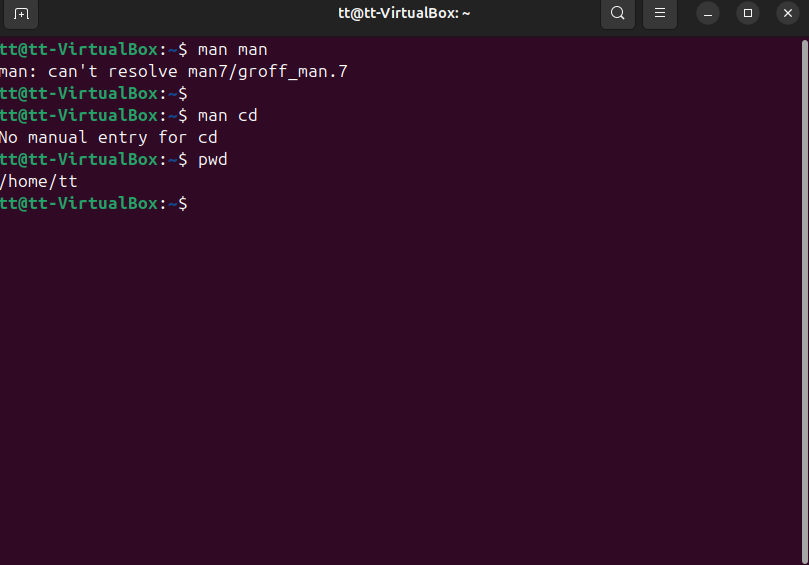 tt@tt-VirtualBox: ~
tt@tt-VirtualBox:~$ man man
man: can't resolve man7/groff_man.7
tt@tt-VirtualBox:~$
tt@tt-VirtualBox:~$ man cd
No manual entry for cd
tt@tt-VirtualBox:~$ pwd
/home/tt
tt@tt-VirtualBox:~$